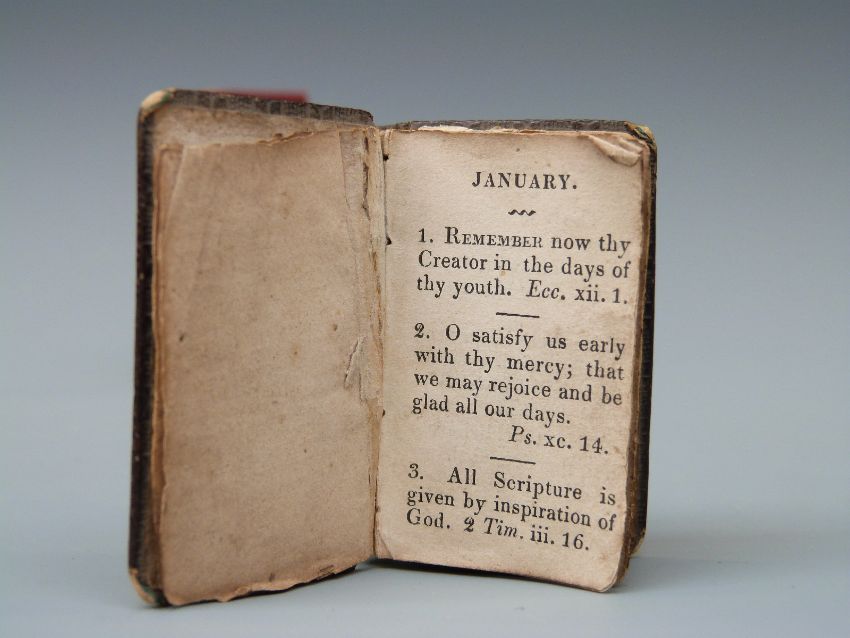 JANUARY.
1. REMEMBER now thy
Creator in the days of
thy youth. Ecc. xii. 1.
2. O satisfy us early
with thy mercy; that
we may rejoice and be
glad all our days.
Ps. xc. 14.
3. All Scripture is
given by inspiration of
God. 2 Tim. iii. 16.